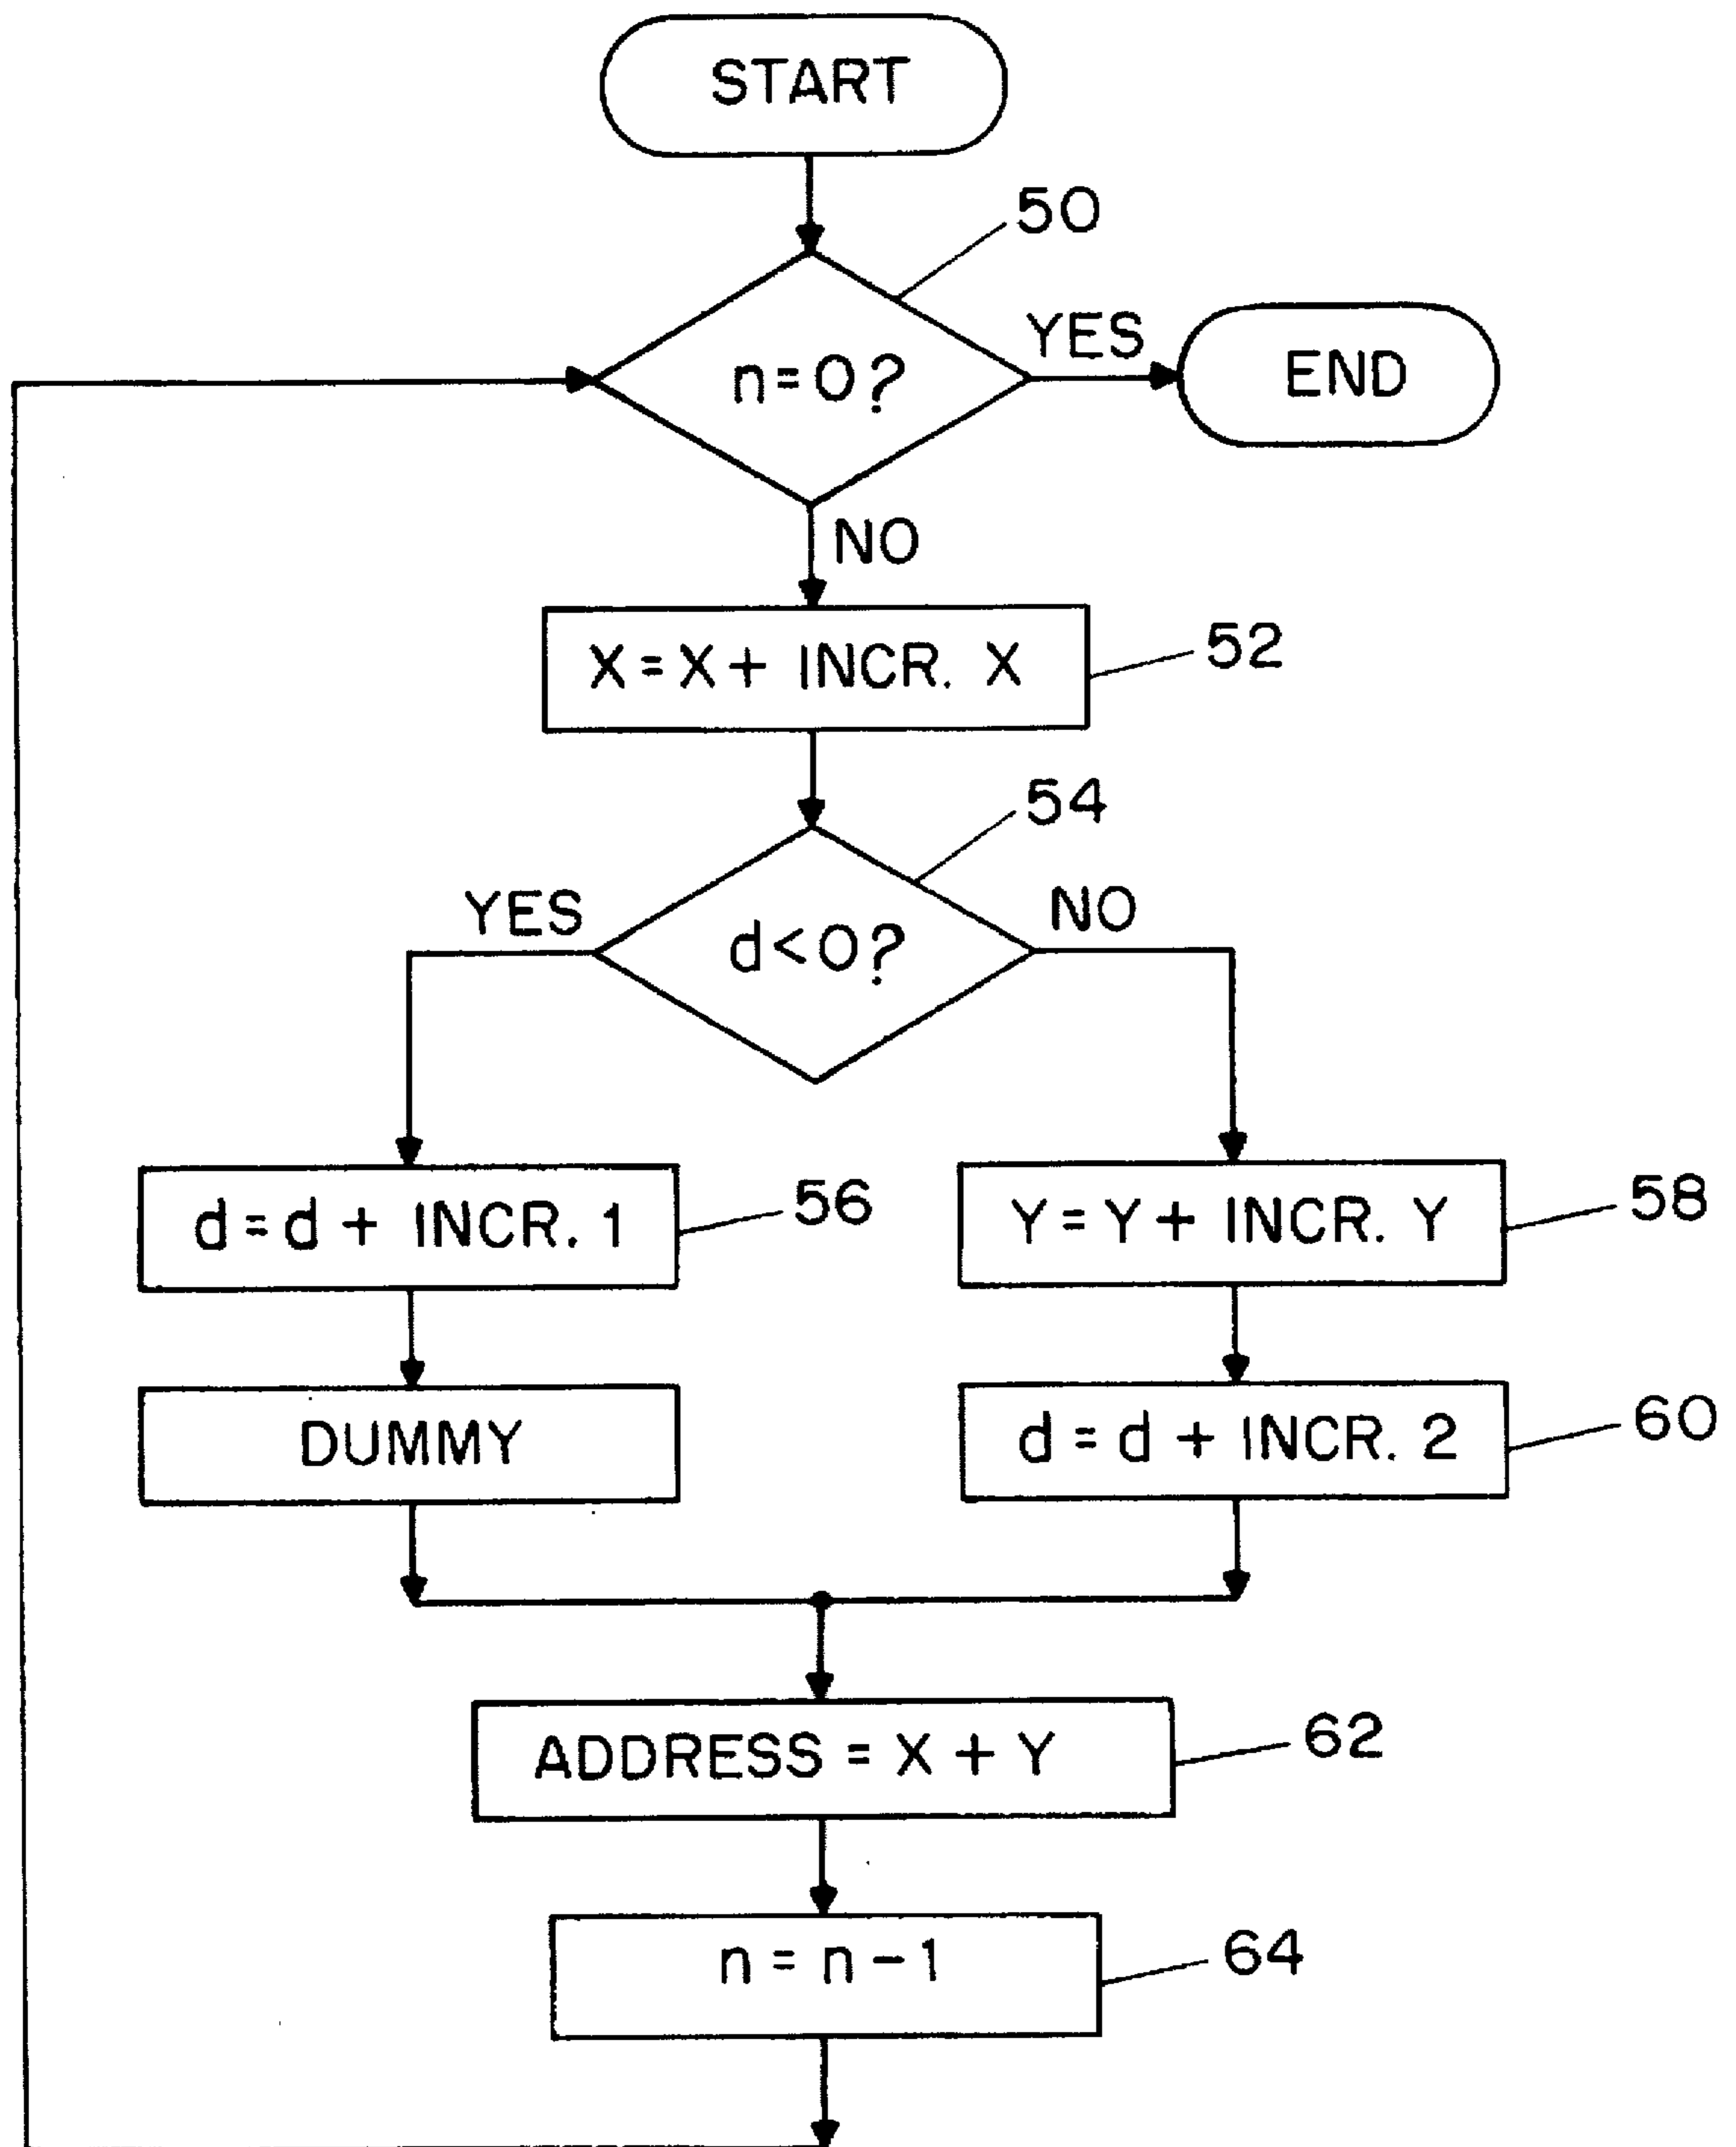 START
50
n=0?
YES
END
NO
X=X+ INCR. X
52
54
YES
d<0?
NO
d=d + INCR. 1
56
Y=Y+ INCR. Y
58
DUMMY
d = d + INCR. 2
60
ADDRESS = X + Y
62
n = n-1
64